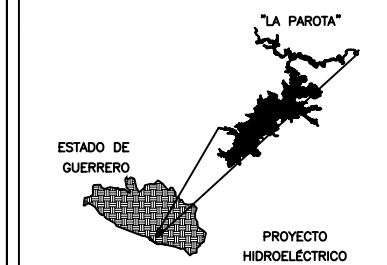 "LA PAROTA"
ESTADO DE
GUERRERO
PROYECTO
HIDROELÉCTRICO